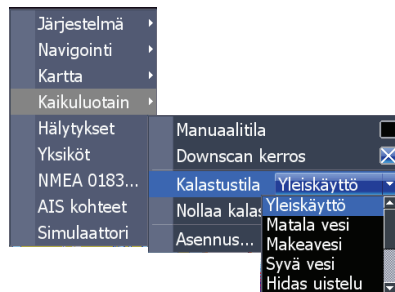 Järjestelmä
Navigointi
Kartta
Kaikuluotain
Hälytykset
Yksiköt
NMEA 0183...
AIS kohteet
Simulaattori
Manuaalitila
Downscan kerros
Kalastustila Yleiskäyttö
Nollaa kalas
Asennus...
Yleiskäyttö
Matala vesi
Makeavesi
Syvä vesi
Hidas uistelu